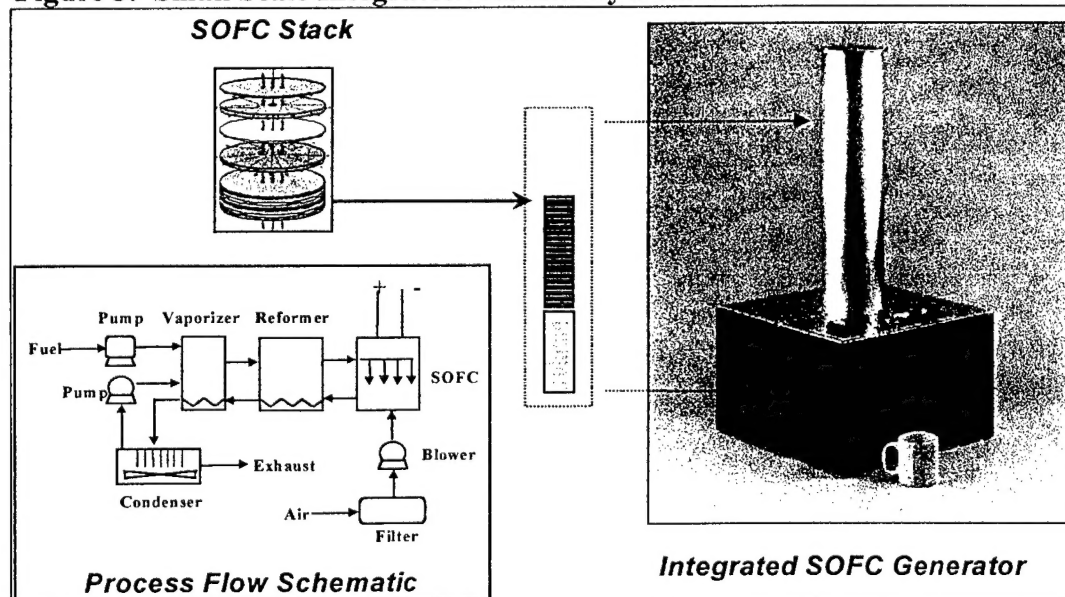 SOFC Stack
+ -
Pump Vaporizer Reformer
Fuel
SOFC
Pump
Blower
Exhaust
Condenser
Air
Filter
Process Flow Schematic
Integrated SOFC Generator